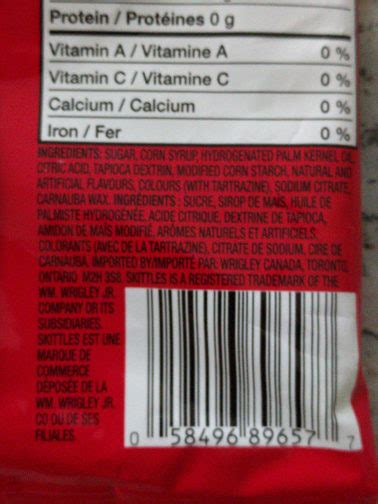 Protein / Protéines 0 g
Vitamin A / Vitamine A 0 %
Vitamin C / Vitamine C 0 %
Calcium / Calcium 0 %
Iron / Fer 0 %
INGREDIENTS: SUGAR, CORN SYRUP, HYDROGENATED PALM KERNEL OIL,
CITRIC ACID, TAPIOCA DEXTRIN, MODIFIED CORN STARCH, NATURAL AND
ARTIFICIAL FLAVOURS, COLOURS (WITH TARTRAZINE), SODIUM CITRATE,
CARNAUBA WAX. INGRÉDIENTS : SUCRE, SIROP DE MAÏS, HUILE DE
PALMISTE HYDROGÉNÉE, ACIDE CITRIQUE, DEXTRINE DE TAPIOCA,
AMIDON DE MAÏS MODIFIÉ, ARÔMES NATURELS ET ARTIFICIELS,
COLORANTS (AVEC DE LA TARTRAZINE), CITRATE DE SODIUM, CIRE DE
CARNAUBA. IMPORTED BY/IMPORTÉ PAR: WRIGLEY CANADA, TORONTO,
ONTARIO M2H 3S8. SKITTLES IS A REGISTERED TRADEMARK OF THE
WM. WRIGLEY JR.
COMPANY OR ITS
SUBSIDIARIES.
SKITTLES EST UNE
MARQUE DE
COMMERCE
DÉPOSÉE DE LA
WM. WRIGLEY JR.
CO OU DE SES
FILIALES
0 58496 89657 7